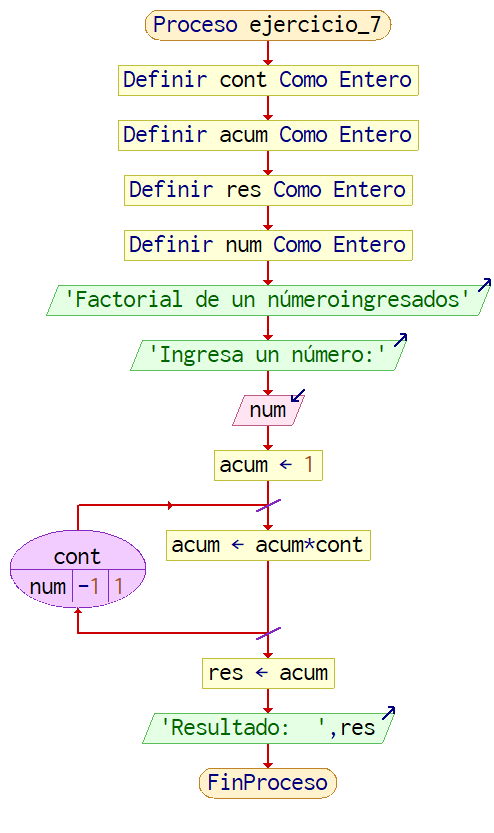 Proceso ejercicio_7
Definir cont Como Entero
Definir acum Como Entero
Definir res Como Entero
Definir num Como Entero
'Factorial de un númeroingresados'
'Ingresa un número:'
num
acum ← 1
acum ← acum*cont
cont
num -1 1
res ← acum
'Resultado:  ',res
FinProceso